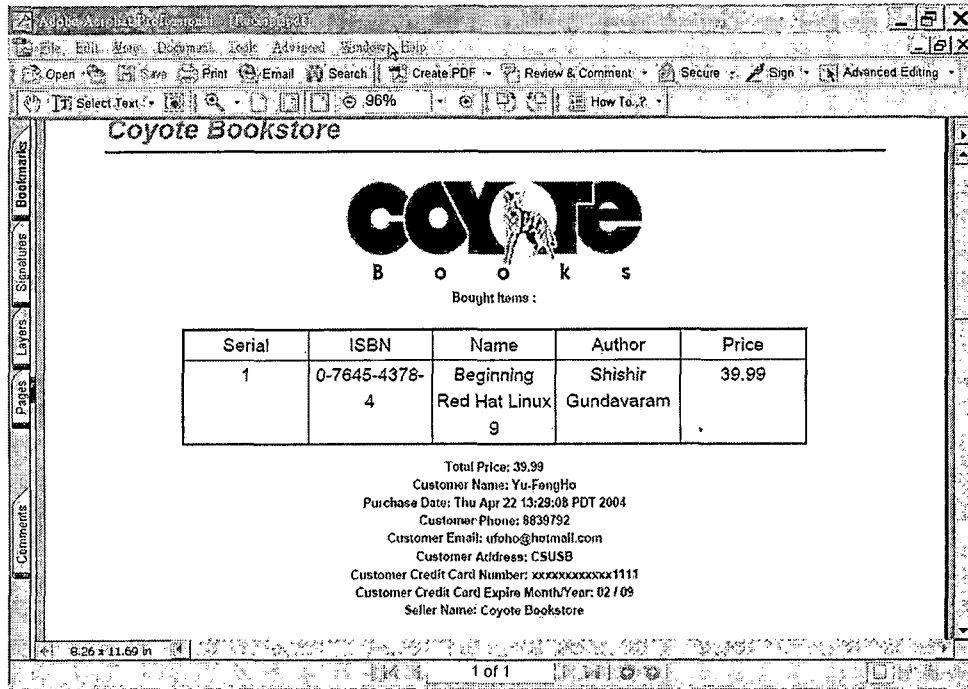 Adobe Acrobat Professional
File Edit View Document Tools Advanced Window Help
Open Save Print Email Search Create PDF Review & Comment Secure Sign Advanced Editing
Select Text 96% How To..?
Bookmarks
Signatures
Layers
Pages
Comments
Coyote Bookstore
COYOTE
Books
Bought Items :
Serial ISBN Name Author Price
1 0-7645-4378- Beginning Shishir 39.99
4 Red Hat Linux Gundavaram
9
Total Price: 39.99
Customer Name: Yu-FengHo
Purchase Date: Thu Apr 22 13:29:08 PDT 2004
Customer Phone: 8839792
Customer Email: ufoho@hotmail.com
Customer Address: CSUSB
Customer Credit Card Number: xxxxxxxxxxxx1111
Customer Credit Card Expire Month/Year: 02 / 09
Seller Name: Coyote Bookstore
8.26 x 11.69 in
1 of 1